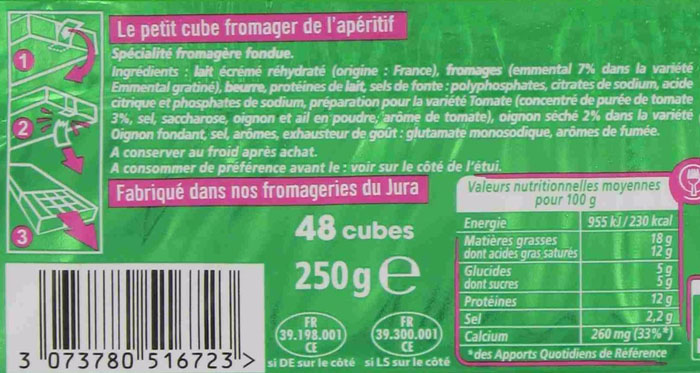 Le petit cube fromager de l'apéritif
Spécialité fromagère fondue.
Ingrédients : lait écrémé réhydraté (origine : France), fromages (emmental 7% dans la variété
Emmental gratiné), beurre, protéines de lait, sels de fonte : polyphosphates, citrates de sodium, acide
citrique et phosphates de sodium, préparation pour la variété Tomate (concentré de purée de tomate
3%, sel, saccharose, oignon et ail en poudre, arôme de tomate), oignon séché 2% dans la variété
Oignon fondant, sel, arômes, exhausteur de goût : glutamate monosodique, arômes de fumée.
A conserver au froid après achat.
A consommer de préférence avant le : voir sur le côté de l'étui.
Fabriqué dans nos fromageries du Jura
1
2
3
48 cubes
250g e
Valeurs nutritionnelles moyennes
pour 100 g
Energie 955 kJ/230 kcal
Matières grasses 18 g
dont acides gras saturés 12 g
Glucides 5 g
dont sucres 5 g
Protéines 12 g
Sel 2,2 g
Calcium 260 mg (33%*)
*des Apports Quotidiens de Référence
FR
39.198.001
CE
si DE sur le côté
FR
39.300.001
CE
si LS sur le côté
3 073780 516723 >